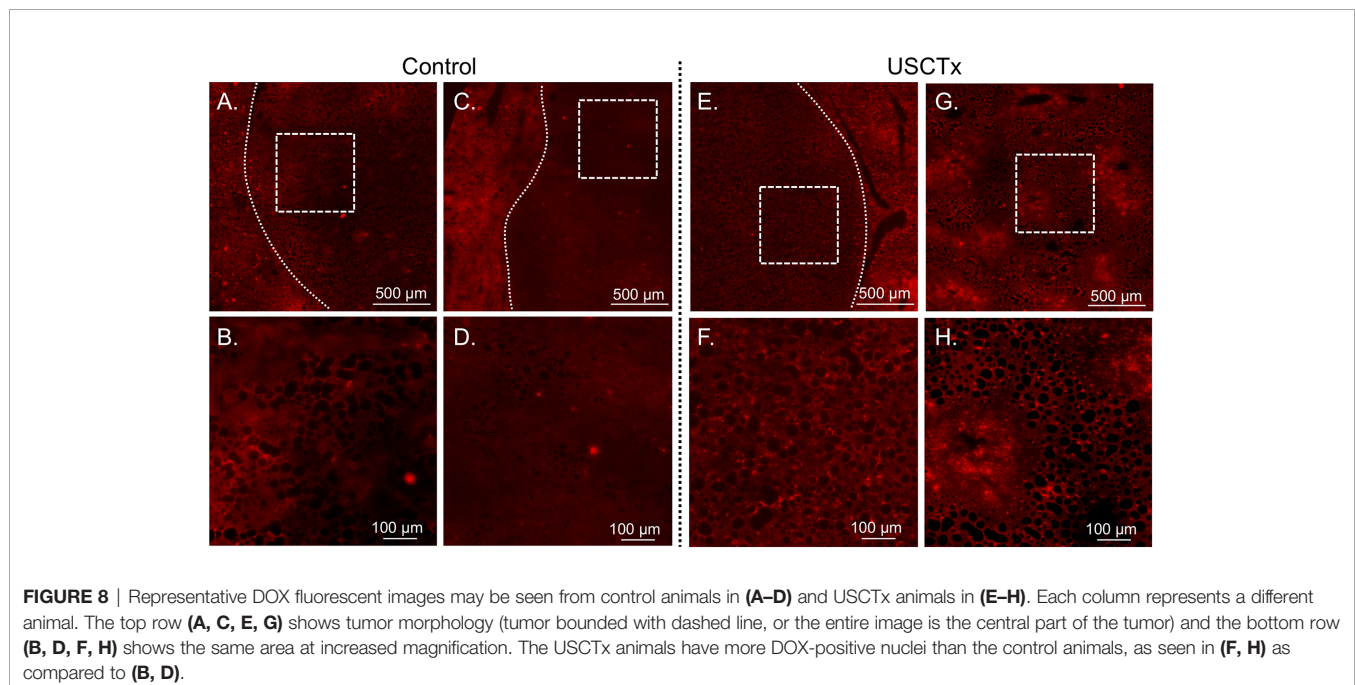 Control
USCTx
A.
C.
E.
G.
500 µm
500 µm
500 µm
500 µm
B.
D.
F.
H.
100 µm
100 µm
100 µm
100 µm
FIGURE 8 | Representative DOX fluorescent images may be seen from control animals in (A–D) and USCTx animals in (E–H). Each column represents a different
animal. The top row (A, C, E, G) shows tumor morphology (tumor bounded with dashed line, or the entire image is the central part of the tumor) and the bottom row
(B, D, F, H) shows the same area at increased magnification. The USCTx animals have more DOX-positive nuclei than the control animals, as seen in (F, H) as
compared to (B, D).